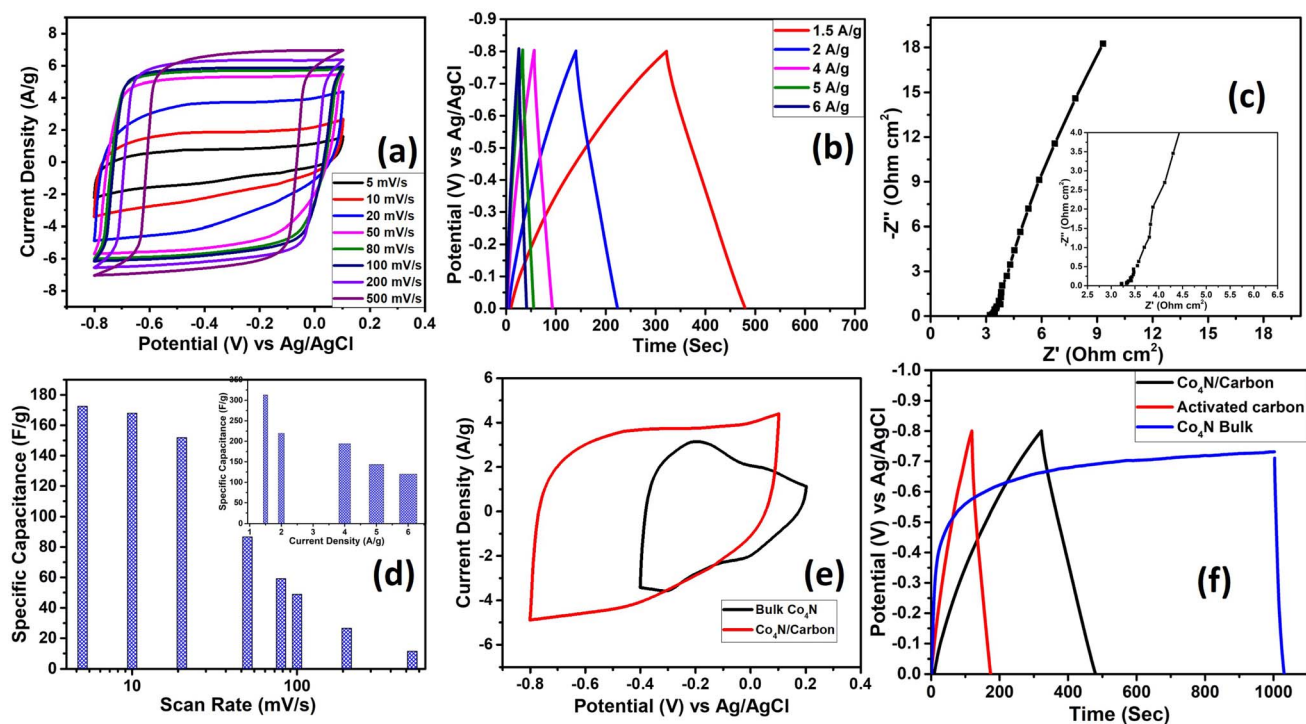 Current Density (A/g)
8
6
4
2
0
-2
-4
-6
-8
(a)
5 mV/s
10 mV/s
20 mV/s
50 mV/s
80 mV/s
100 mV/s
200 mV/s
500 mV/s
-0.8 -0.6 -0.4 -0.2 0.0 0.2 0.4
Potential (V) vs Ag/AgCl
Potential (V) vs Ag/AgCl
-0.9
-0.8
-0.7
-0.6
-0.5
-0.4
-0.3
-0.2
-0.1
0.0
1.5 A/g
2 A/g
4 A/g
5 A/g
6 A/g
(b)
0 100 200 300 400 500 600 700
Time (Sec)
-Z" (Ohm cm²)
18
15
12
9
6
3
0
(c)
-Z" (Ohm cm²)
4.0
3.5
3.0
2.5
2.0
1.5
1.0
0.5
0.0
2.5 3.0 3.5 4.0 4.5 5.0 5.5 6.0 6.5
Z' (Ohm cm²)
0 3 6 9 12 15 18
Z' (Ohm cm²)
Specific Capacitance (F/g)
180
160
140
120
100
80
60
40
20
0
Specific Capacitance (F/g)
350
300
250
200
150
100
50
0
1 2 3 4 5 6
Current Density (A/g)
(d)
10 100
Scan Rate (mV/s)
Current Density (A/g)
6
4
2
0
-2
-4
-6
(e)
Bulk Co₄N
Co₄N/Carbon
-0.8 -0.6 -0.4 -0.2 0.0 0.2 0.4
Potential (V) vs Ag/AgCl
Potential (V) vs Ag/AgCl
-1.0
-0.9
-0.8
-0.7
-0.6
-0.5
-0.4
-0.3
-0.2
-0.1
0.0
Co₄N/Carbon
Activated carbon
Co₄N Bulk
(f)
0 200 400 600 800 1000
Time (Sec)